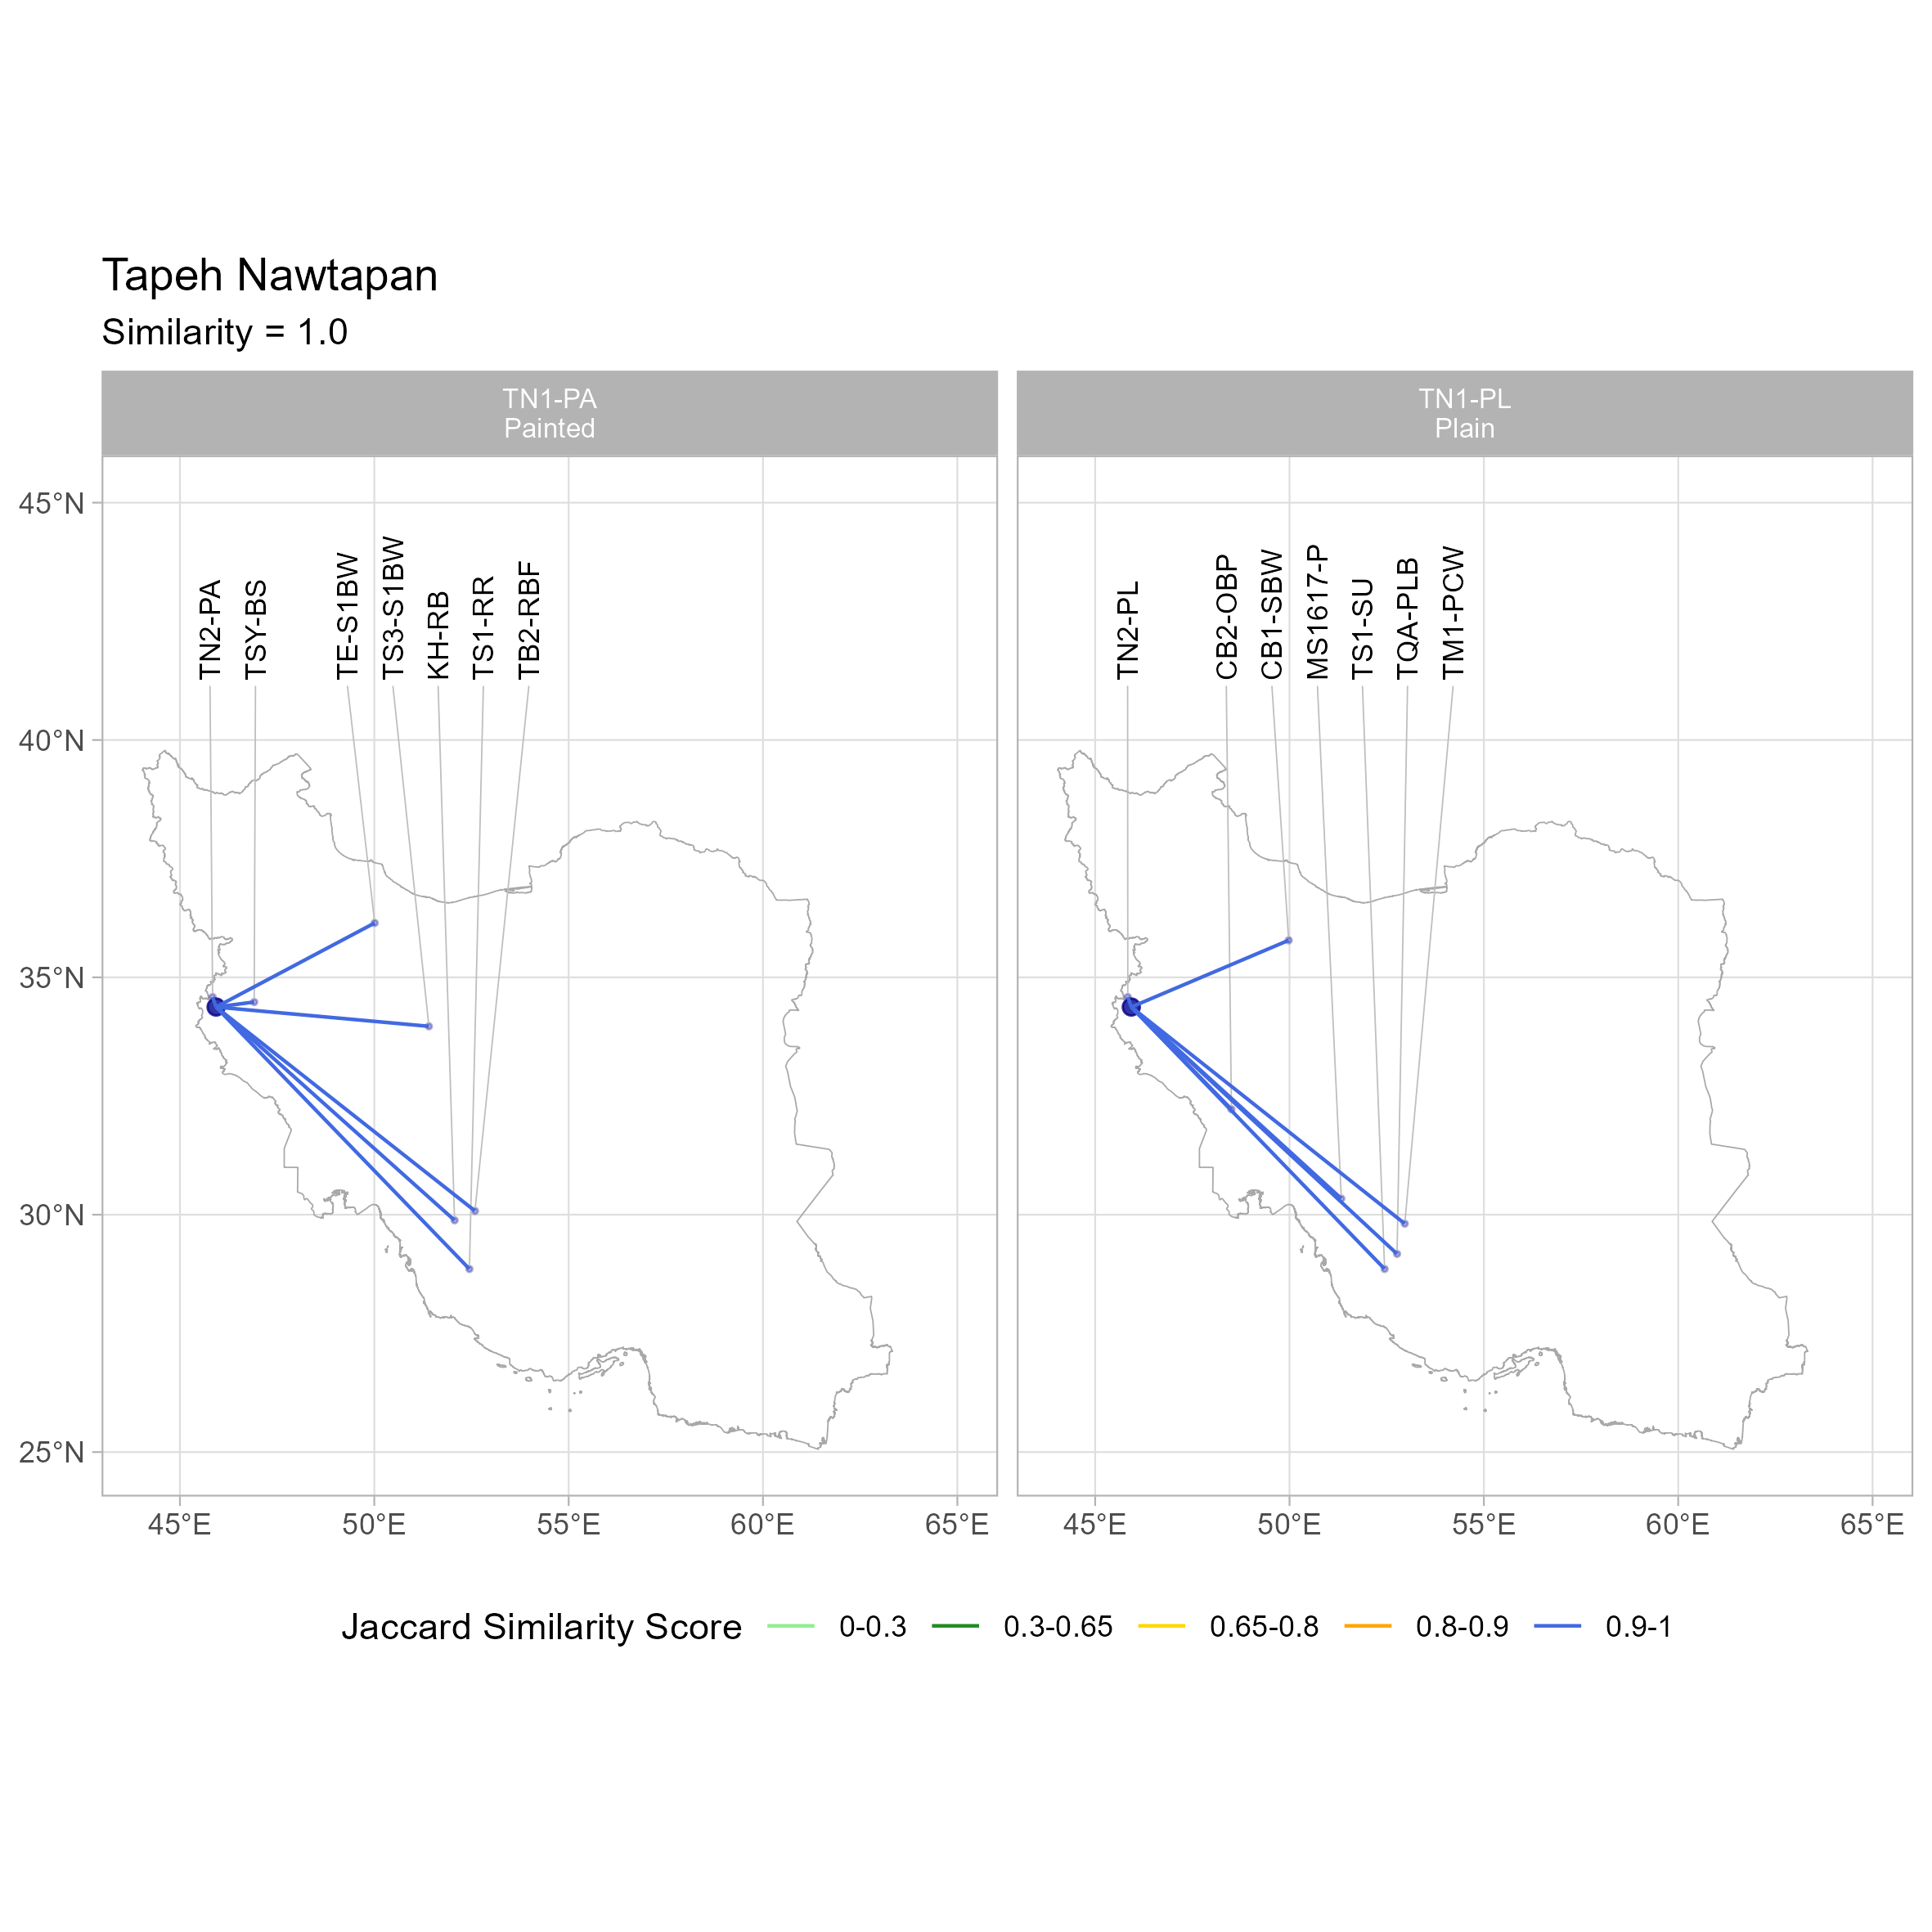 Tapeh Nawtapan
Similarity = 1.0
TN1-PA
Painted
TN1-PL
Plain
45°N
40°N
35°N
30°N
25°N
TN2-PA
TSY-BS
TE-S1BW
TS3-S1BW
KH-RB
TS1-RR
TB2-RBF
TN2-PL
CB2-OBP
CB1-SBW
MS1617-P
TS1-SU
TQA-PLB
TM1-PCW
45°E 50°E 55°E 60°E 65°E
45°E 50°E 55°E 60°E 65°E
Jaccard Similarity Score 0-0.3 0.3-0.65 0.65-0.8 0.8-0.9 0.9-1